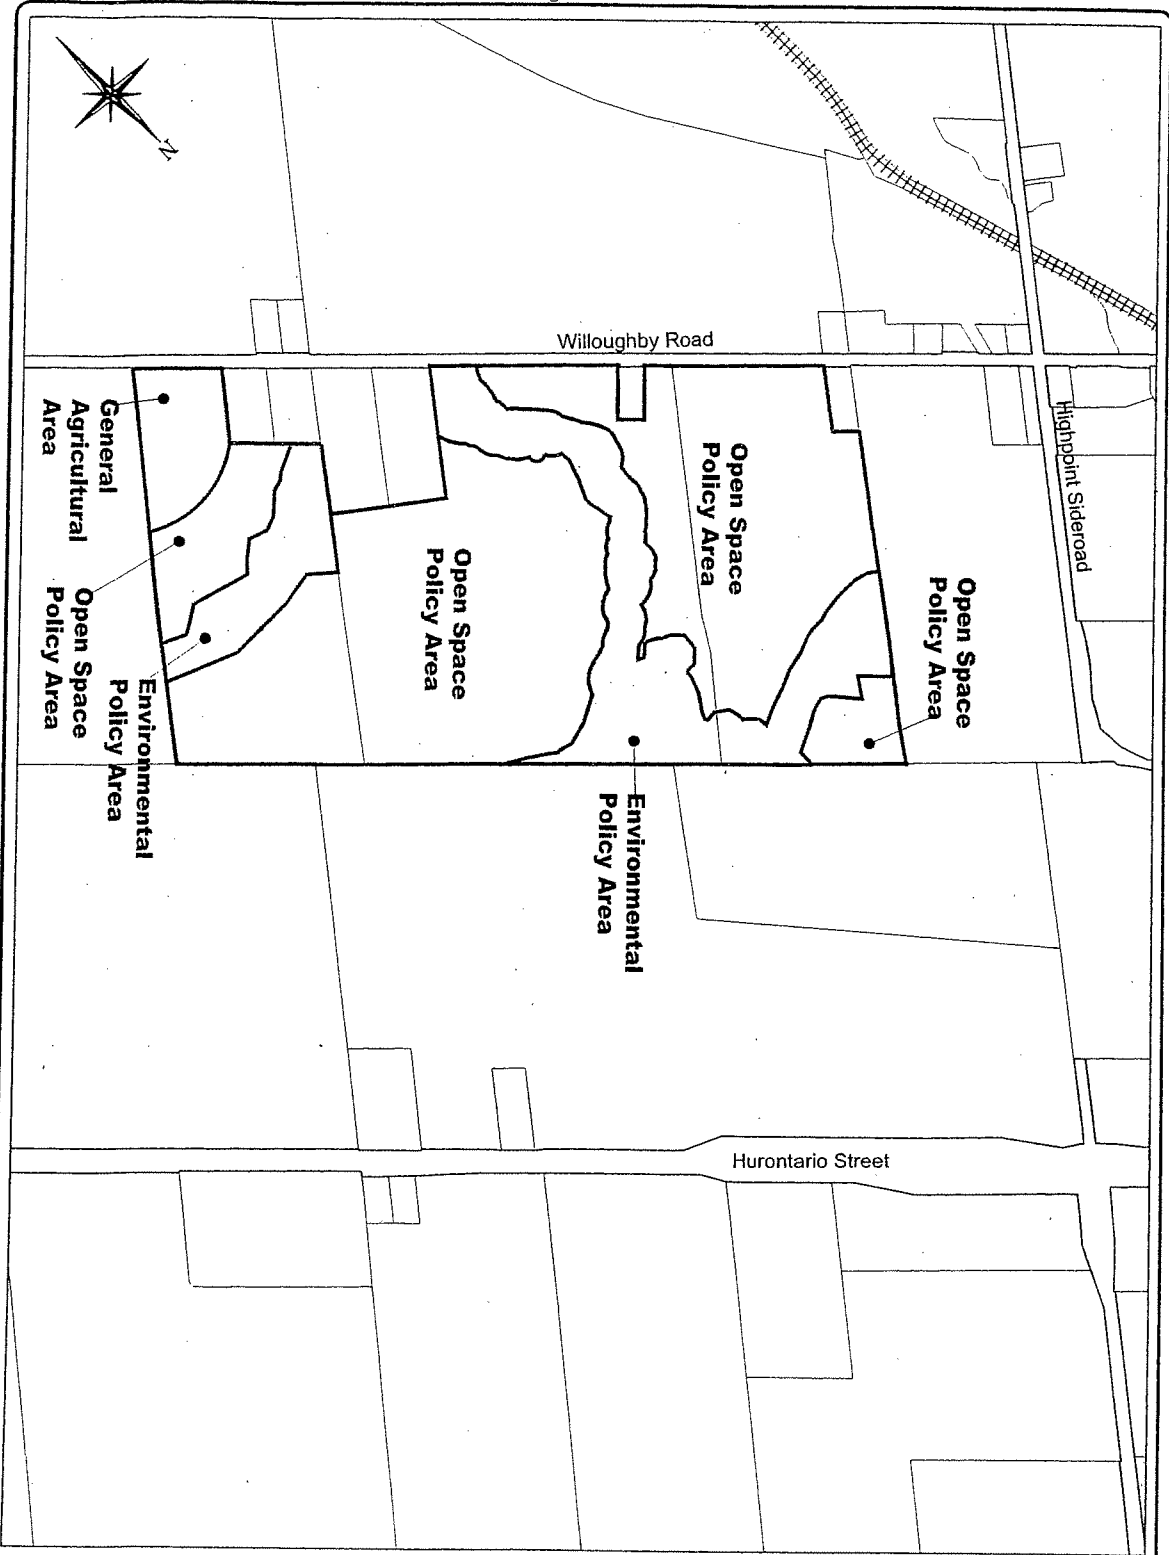 N
Willoughby Road
Highpoint Sideroad
General
Agricultural
Area
Open Space
Policy Area
Environmental
Policy Area
Open Space
Policy Area
Open Space
Policy Area
Open Space
Policy Area
Environmental
Policy Area
Hurontario Street